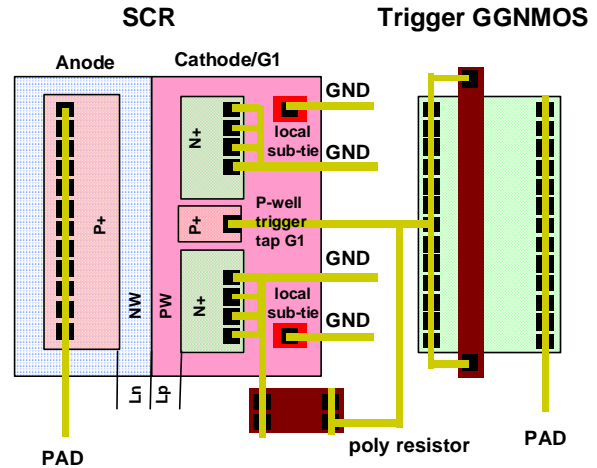 SCR
Trigger GGNMOS
Anode
Cathode/G1
GND
N+
local
sub-tie
GND
P+
P+
P-well
trigger
tap G1
NW
PW
N+
GND
local
sub-tie
GND
Ln
Lp
PAD
poly resistor
PAD